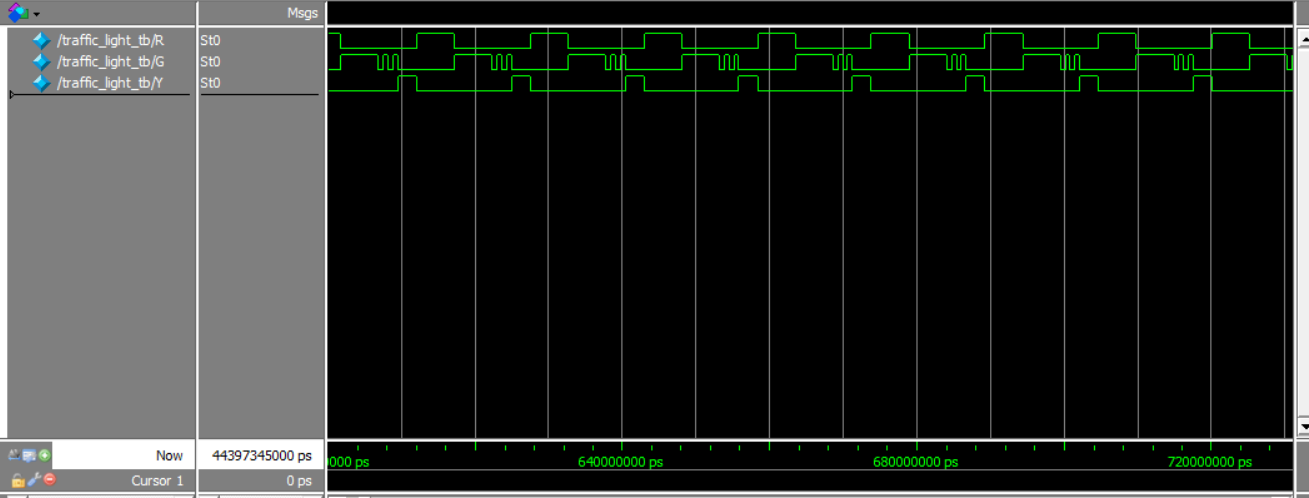 Msgs
/traffic_light_tb/R St0
/traffic_light_tb/G St0
/traffic_light_tb/Y St0
Now 44397345000 ps
0000 ps 640000000 ps 680000000 ps 720000000 ps
Cursor 1 0 ps